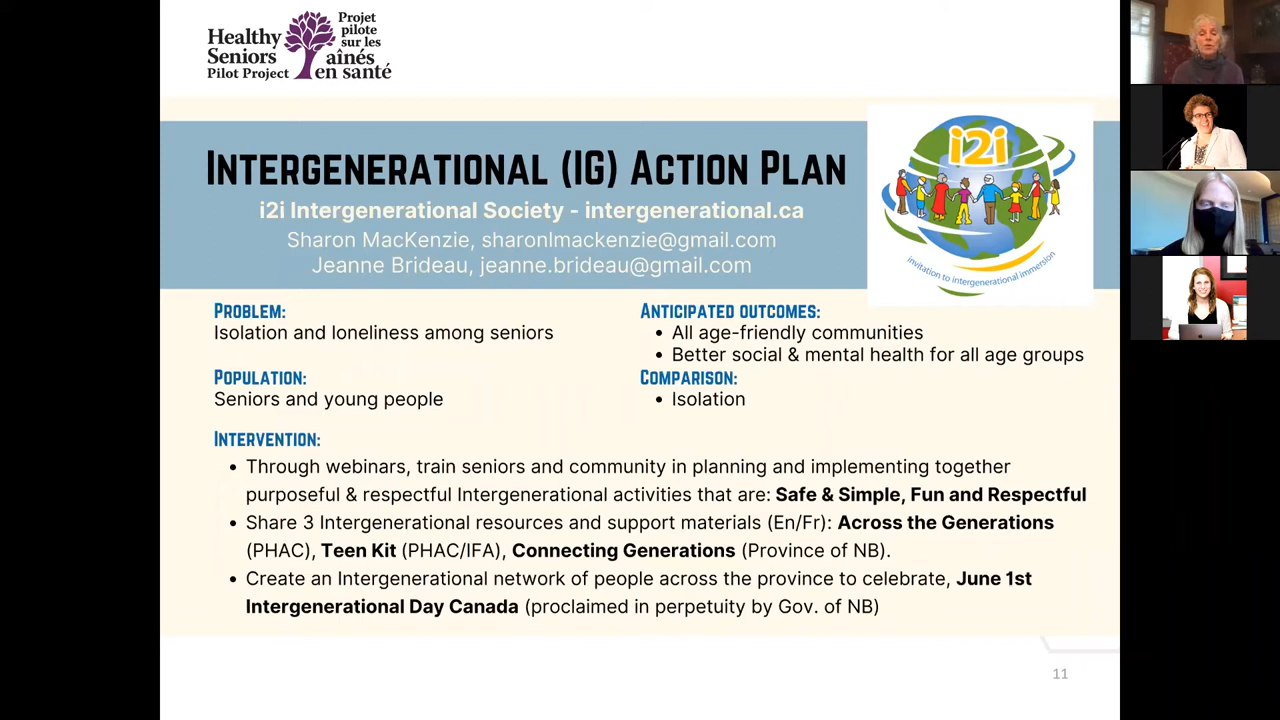 Healthy
Seniors
Pilot Project
Projet
pilote
sur les
aînés
en santé
INTERGENERATIONAL (IG) ACTION PLAN
i2i Intergenerational Society - intergenerational.ca
Sharon MacKenzie, sharonlmackenzie@gmail.com
Jeanne Brideau, jeanne.brideau@gmail.com
i2i
invitation to intergenerational immersion
PROBLEM:
Isolation and loneliness among seniors
POPULATION:
Seniors and young people
ANTICIPATED OUTCOMES:
• All age-friendly communities
• Better social & mental health for all age groups
COMPARISON:
• Isolation
INTERVENTION:
• Through webinars, train seniors and community in planning and implementing together
purposeful & respectful Intergenerational activities that are: Safe & Simple, Fun and Respectful
• Share 3 Intergenerational resources and support materials (En/Fr): Across the Generations
(PHAC), Teen Kit (PHAC/IFA), Connecting Generations (Province of NB).
• Create an Intergenerational network of people across the province to celebrate, June 1st
Intergenerational Day Canada (proclaimed in perpetuity by Gov. of NB)
11